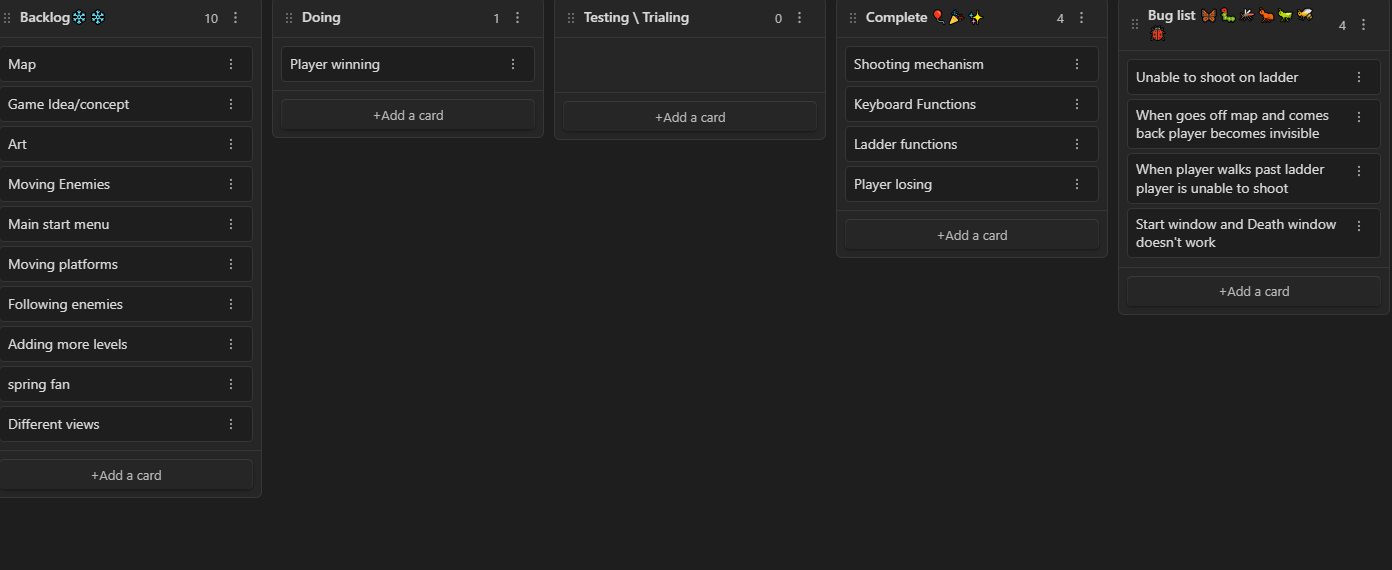 Backlog❄️❄️ 10
Map
Game Idea/concept
Art
Moving Enemies
Main start menu
Moving platforms
Following enemies
Adding more levels
spring fan
Different views
+Add a card
Doing 1
Player winning
+Add a card
Testing \ Trialing 0
+Add a card
Complete 🎈🎉✨ 4
Shooting mechanism
Keyboard Functions
Ladder functions
Player losing
+Add a card
Bug list 🦋🐛🦟🐜🦗🐝 4
🐞
Unable to shoot on ladder
When goes off map and comes
back player becomes invisible
When player walks past ladder
player is unable to shoot
Start window and Death window
doesn't work
+Add a card